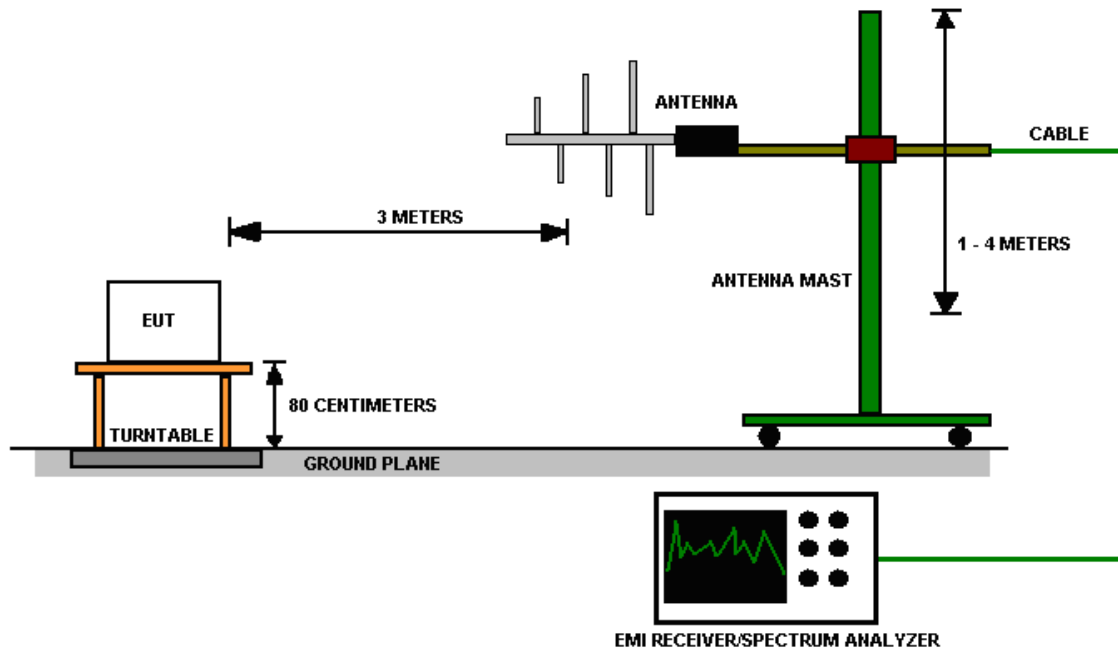 ANTENNA
CABLE
3 METERS
1 - 4 METERS
ANTENNA MAST
EUT
80 CENTIMETERS
TURNTABLE
GROUND PLANE
EMI RECEIVER/SPECTRUM ANALYZER